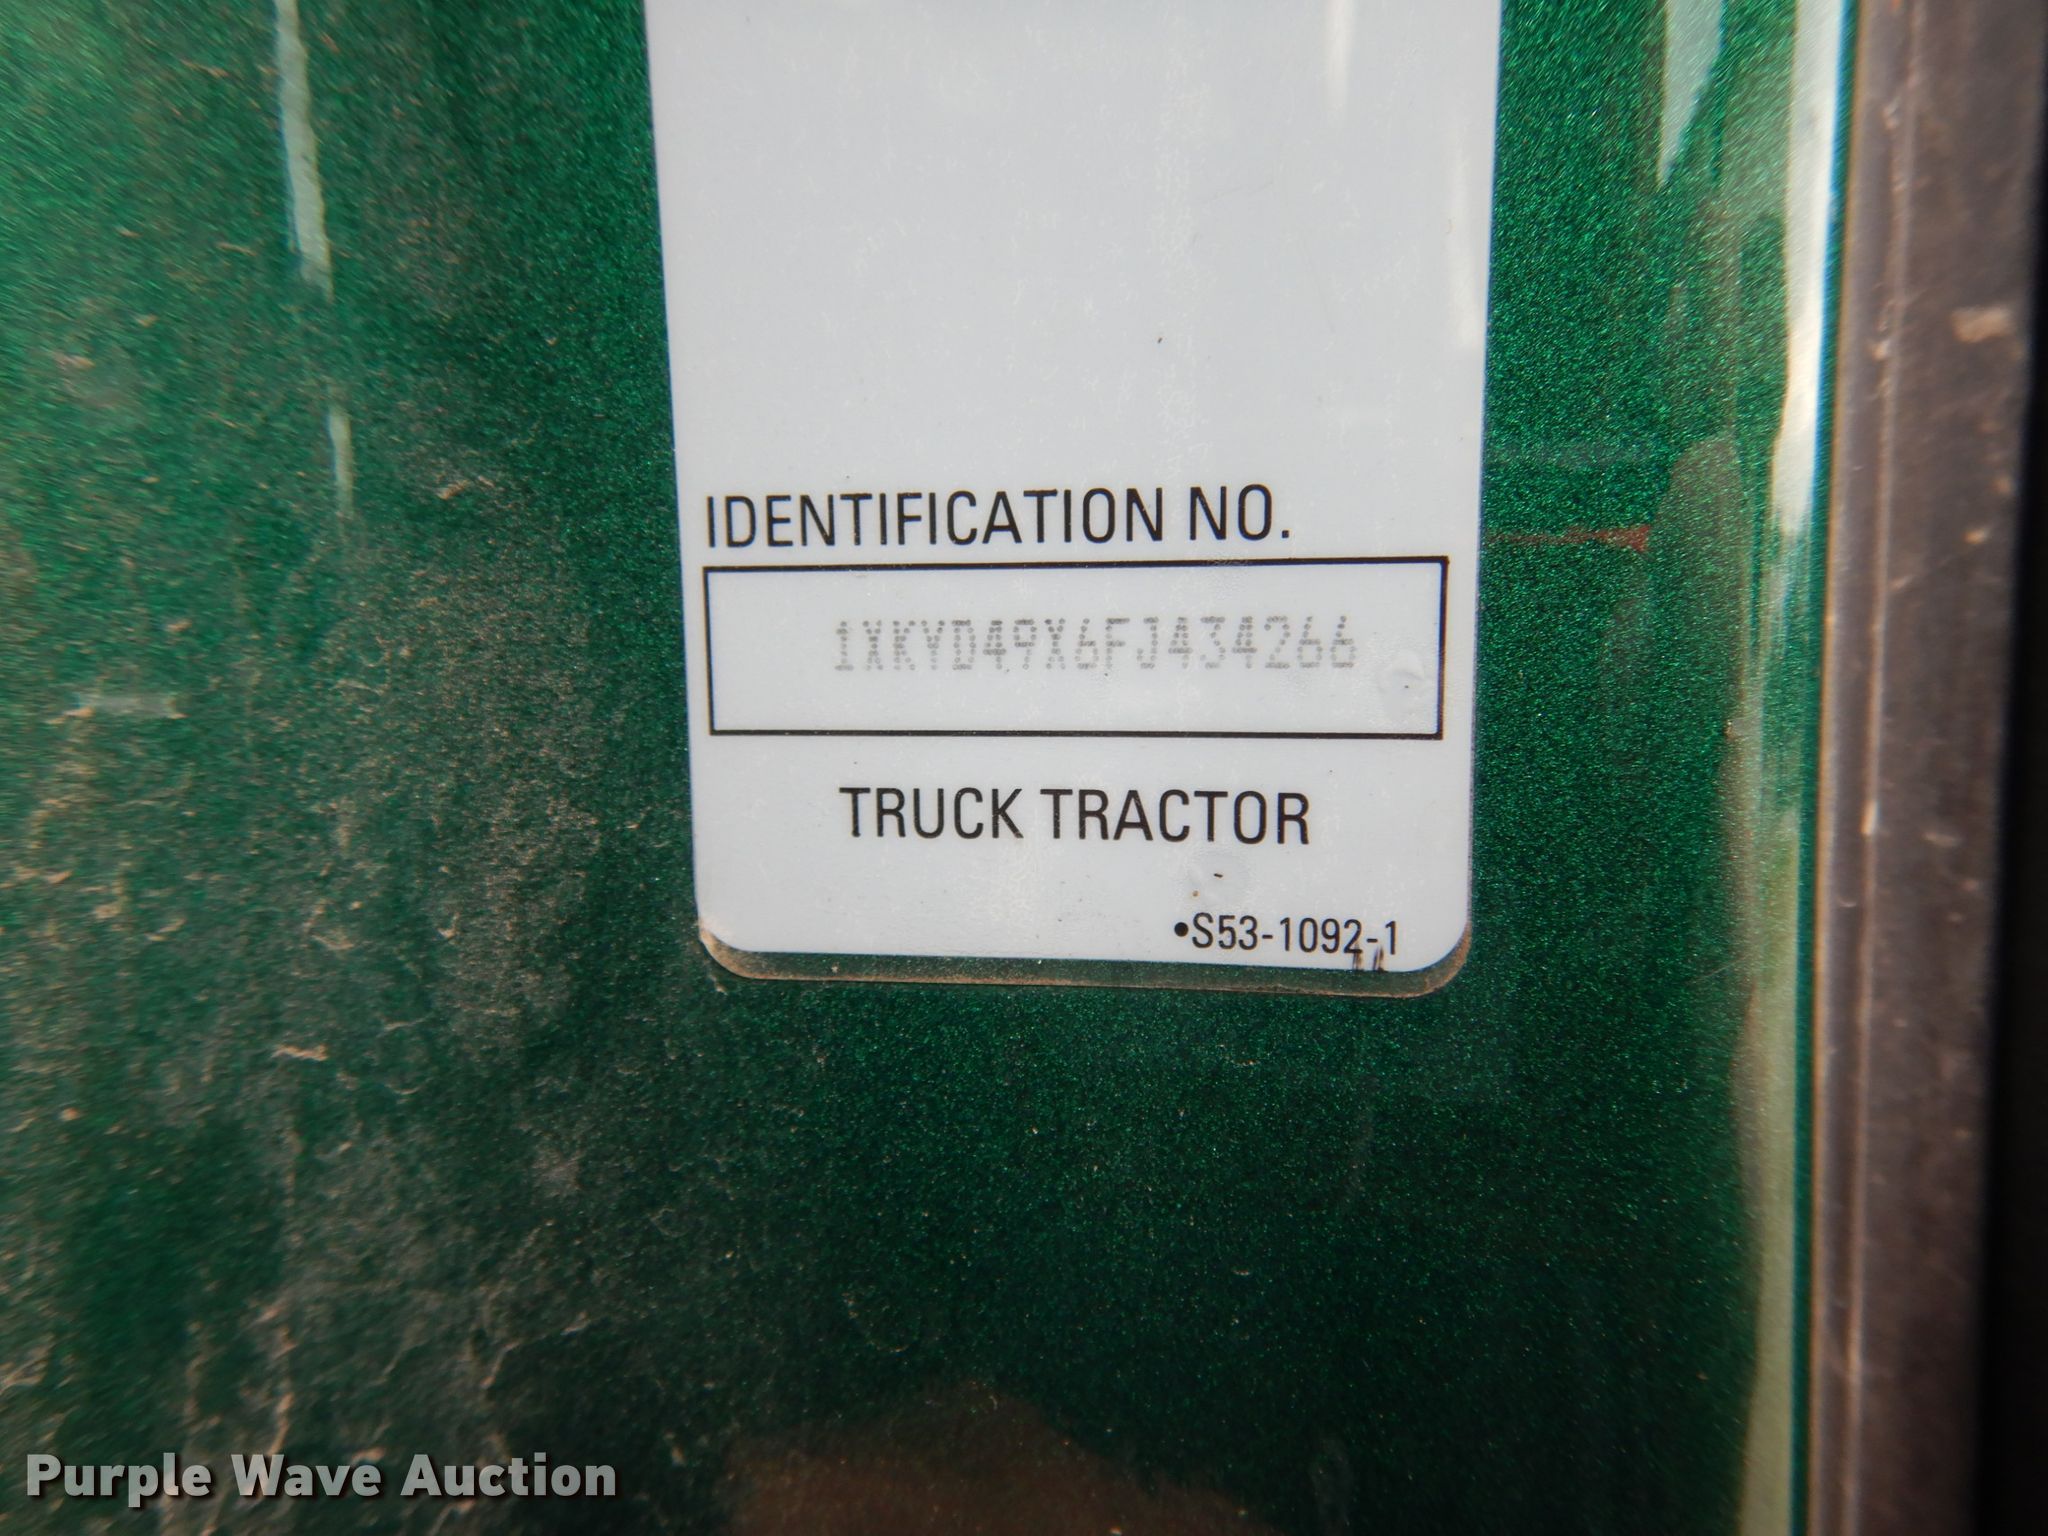 IDENTIFICATION NO.
1XKYD49X6FJ434266
TRUCK TRACTOR
•S53-1092-1
Purple Wave Auction